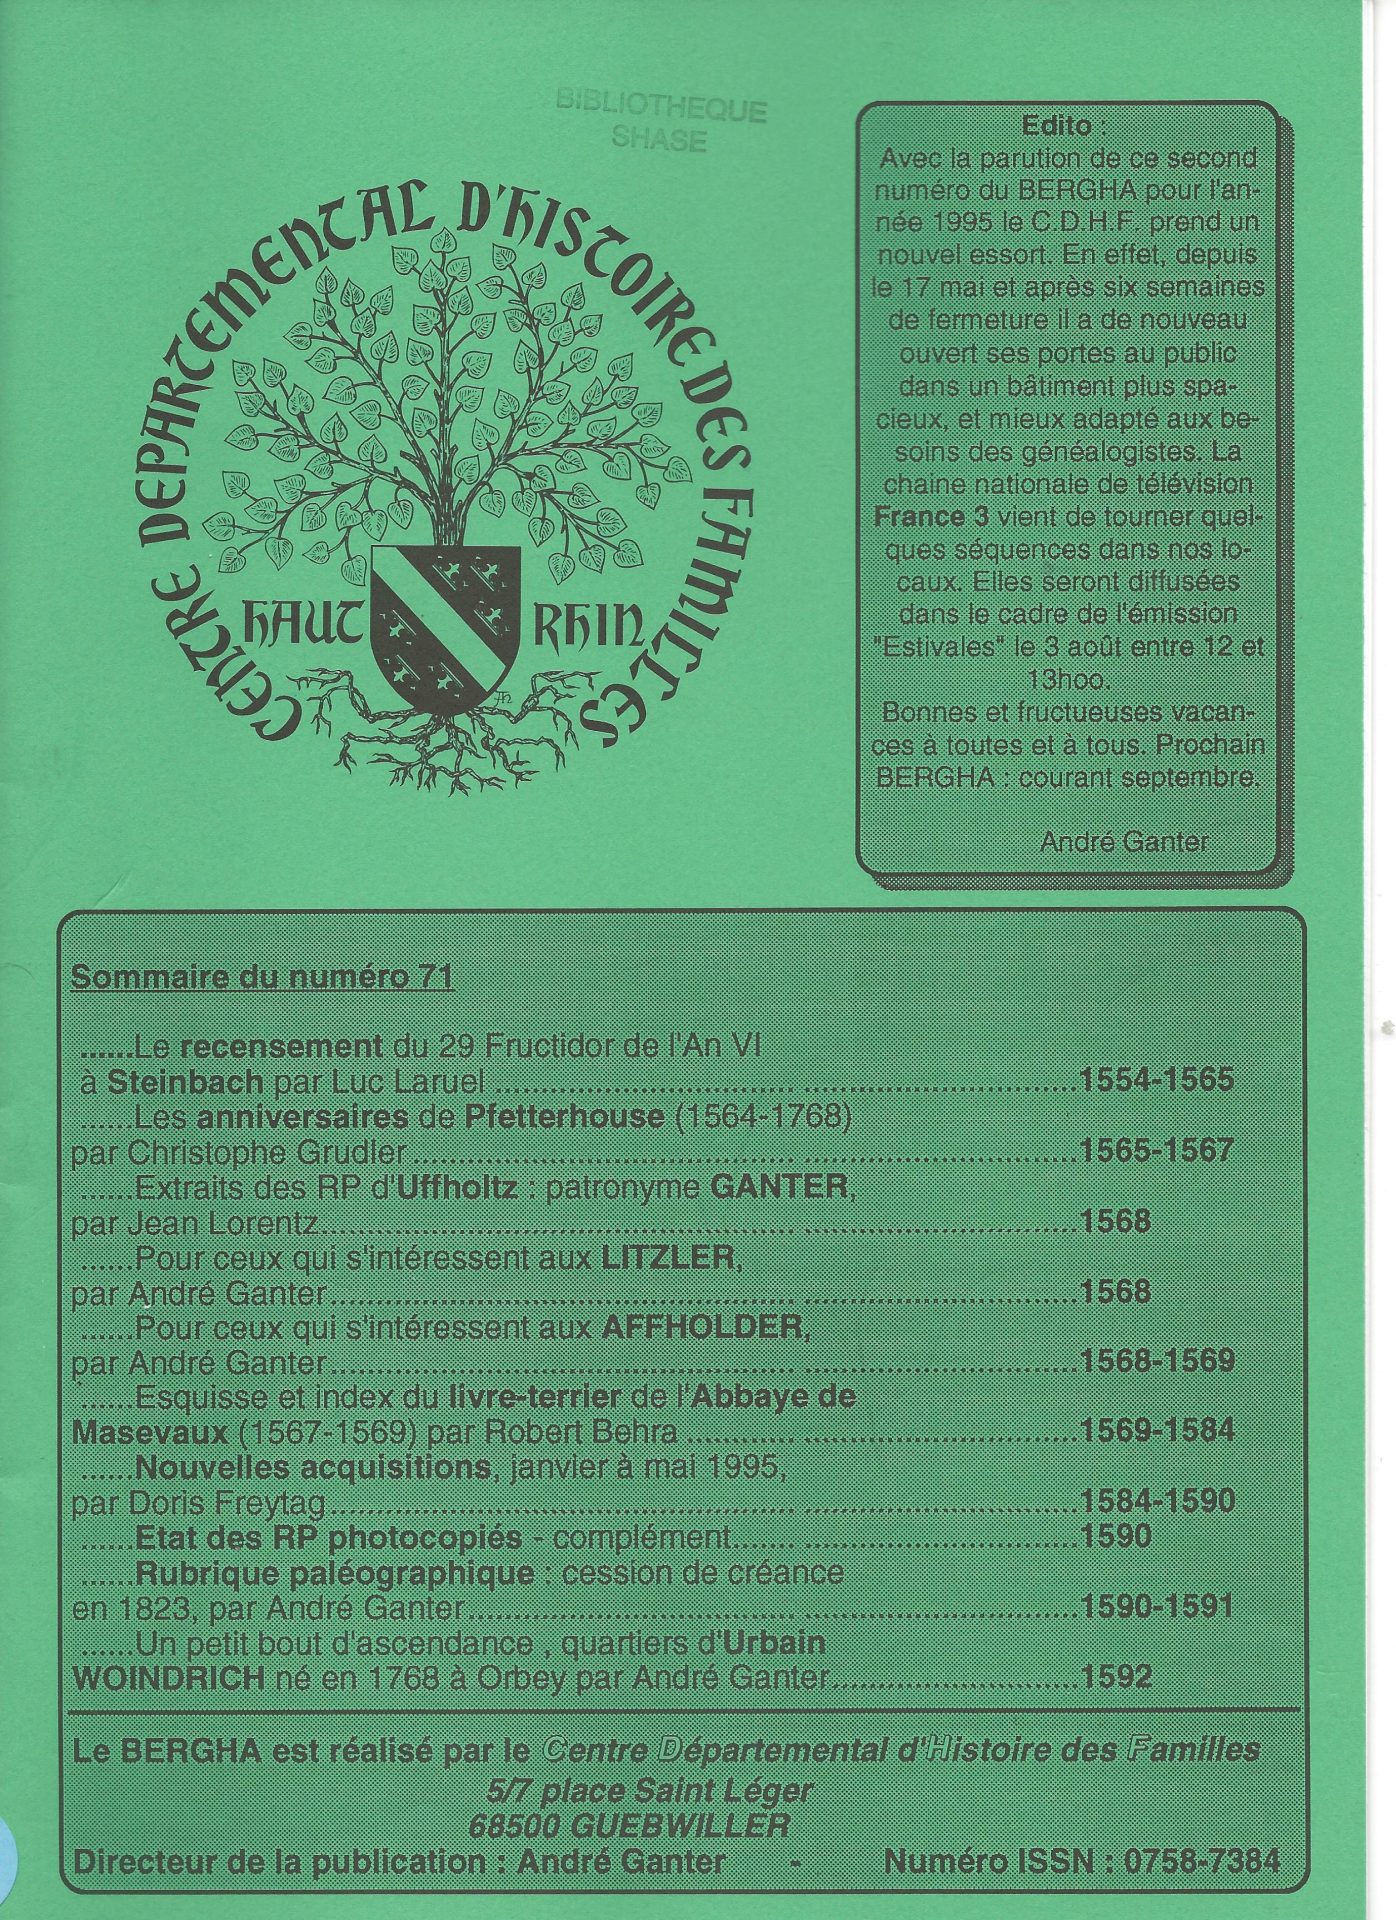 BIBLIOTHEQUE
SHASE
CENTRE DEPARTEMENTAL D'HISTOIRE DES FAMILLES
HAUT RHIN
Edito :
Avec la parution de ce second
numéro du BERGHA pour l'an-
née 1995 le C.D.H.F. prend un
nouvel essort. En effet, depuis
le 17 mai et après six semaines
de fermeture il a de nouveau
ouvert ses portes au public
dans un bâtiment plus spa-
cieux, et mieux adapté aux be-
soins des généalogistes. La
chaine nationale de télévision
France 3 vient de tourner quel-
ques séquences dans nos lo-
caux. Elles seront diffusées
dans le cadre de l'émission
"Estivales" le 3 août entre 12 et
13hoo.
Bonnes et fructueuses vacan-
ces à toutes et à tous. Prochain
BERGHA : courant septembre.
André Ganter
Sommaire du numéro 71
......Le recensement du 29 Fructidor de l'An VI
à Steinbach par Luc Laruel ........................................................................1554-1565
......Les anniversaires de Pfetterhouse (1564-1768)
par Christophe Grudler..................................................................................1565-1567
......Extraits des RP d'Uffholtz : patronyme GANTER,
par Jean Lorentz............................................................................................1568
......Pour ceux qui s'intéressent aux LITZLER,
par André Ganter...........................................................................................1568
......Pour ceux qui s'intéressent aux AFFHOLDER,
par André Ganter...........................................................................................1568-1569
......Esquisse et index du livre-terrier de l'Abbaye de
Masevaux (1567-1569) par Robert Behra ................................................1569-1584
......Nouvelles acquisitions, janvier à mai 1995,
par Doris Freytag...........................................................................................1584-1590
......Etat des RP photocopiés - complément.........................................1590
......Rubrique paléographique : cession de créance
en 1823, par André Ganter..........................................................................1590-1591
......Un petit bout d'ascendance , quartiers d'Urbain
WOINDRICH né en 1768 à Orbey par André Ganter..............................1592
Le BERGHA est réalisé par le Centre Départemental d'Histoire des Familles
5/7 place Saint Léger
68500 GUEBWILLER
Directeur de la publication : André Ganter - Numéro ISSN : 0758-7384